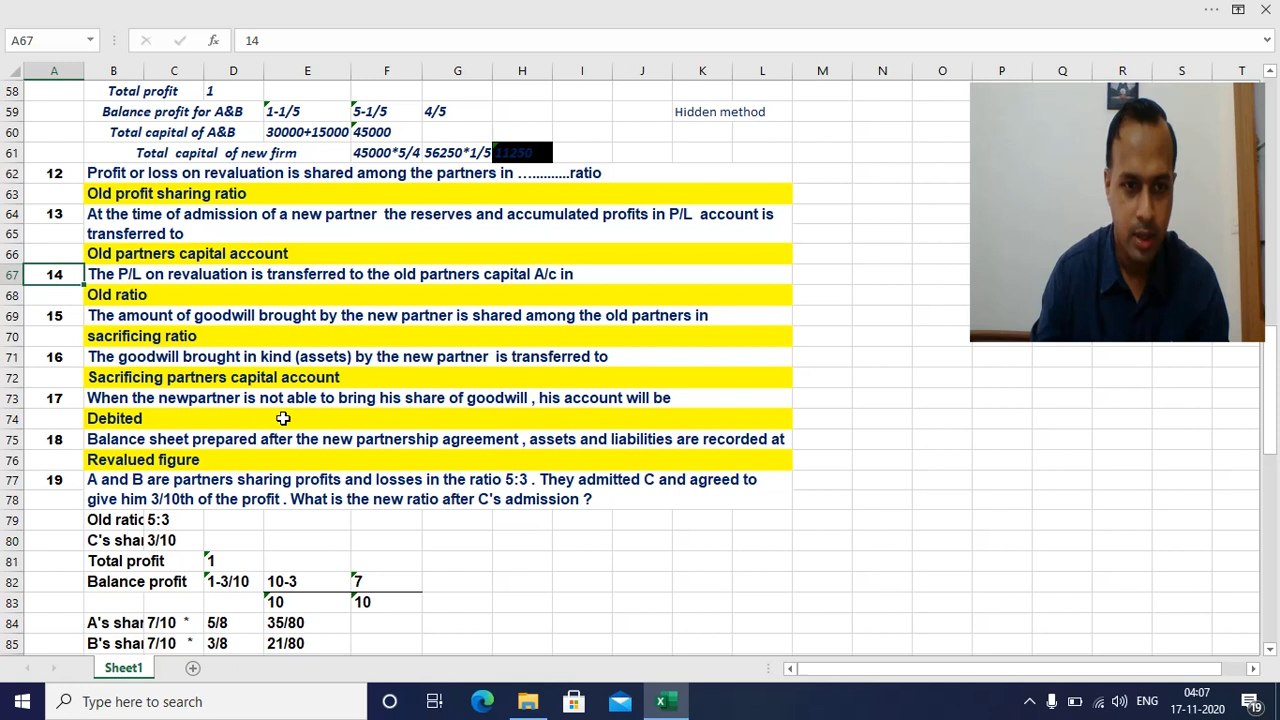 A67
14
A B C D E F G H I J K L M N O P Q R S T
58 Total profit 1
59 Balance profit for A&B 1-1/5 5-1/5 4/5 Hidden method
60 Total capital of A&B 30000+15000 45000
61 Total capital of new firm 45000*5/4 56250*1/5 11250
62 12 Profit or loss on revaluation is shared among the partners in …..........ratio
63 Old profit sharing ratio
64 13 At the time of admission of a new partner the reserves and accumulated profits in P/L account is
65 transferred to
66 Old partners capital account
67 14 The P/L on revaluation is transferred to the old partners capital A/c in
68 Old ratio
69 15 The amount of goodwill brought by the new partner is shared among the old partners in
70 sacrificing ratio
71 16 The goodwill brought in kind (assets) by the new partner is transferred to
72 Sacrificing partners capital account
73 17 When the newpartner is not able to bring his share of goodwill , his account will be
74 Debited
75 18 Balance sheet prepared after the new partnership agreement , assets and liabilities are recorded at
76 Revalued figure
77 19 A and B are partners sharing profits and losses in the ratio 5:3 . They admitted C and agreed to
78 give him 3/10th of the profit . What is the new ratio after C's admission ?
79 Old ratio 5:3
80 C's shar 3/10
81 Total profit 1
82 Balance profit 1-3/10 10-3 7
83 10 10
84 A's shar 7/10 * 5/8 35/80
85 B's shar 7/10 * 3/8 21/80
Sheet1
Type here to search
ENG
04:07
17-11-2020
19